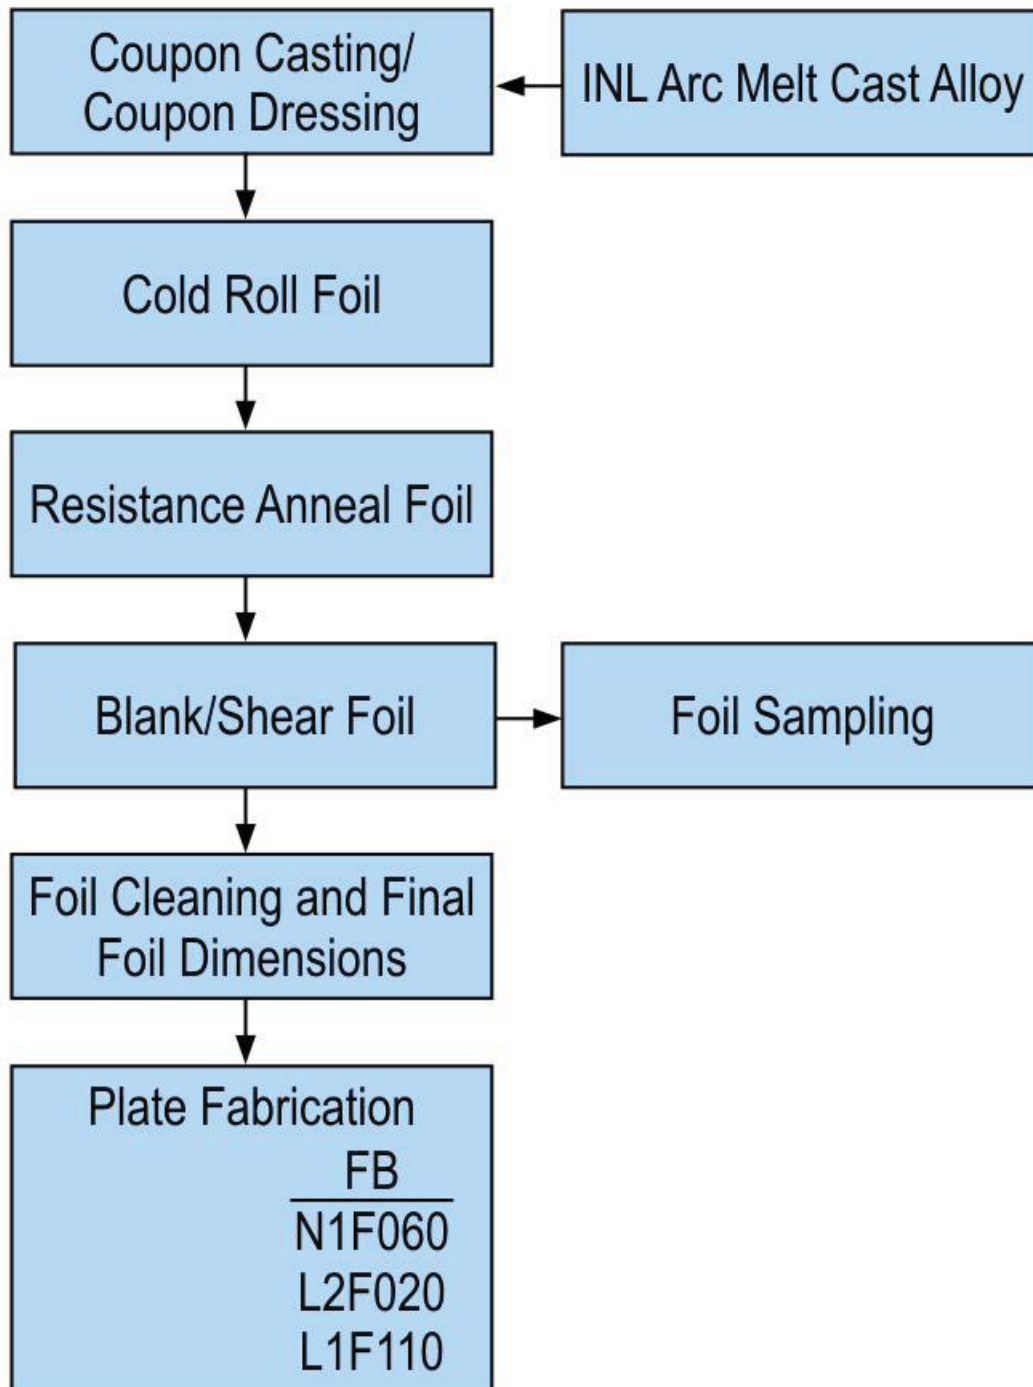 Coupon Casting/
Coupon Dressing
INL Arc Melt Cast Alloy
Cold Roll Foil
Resistance Anneal Foil
Blank/Shear Foil
Foil Sampling
Foil Cleaning and Final
Foil Dimensions
Plate Fabrication
FB
N1F060
L2F020
L1F110